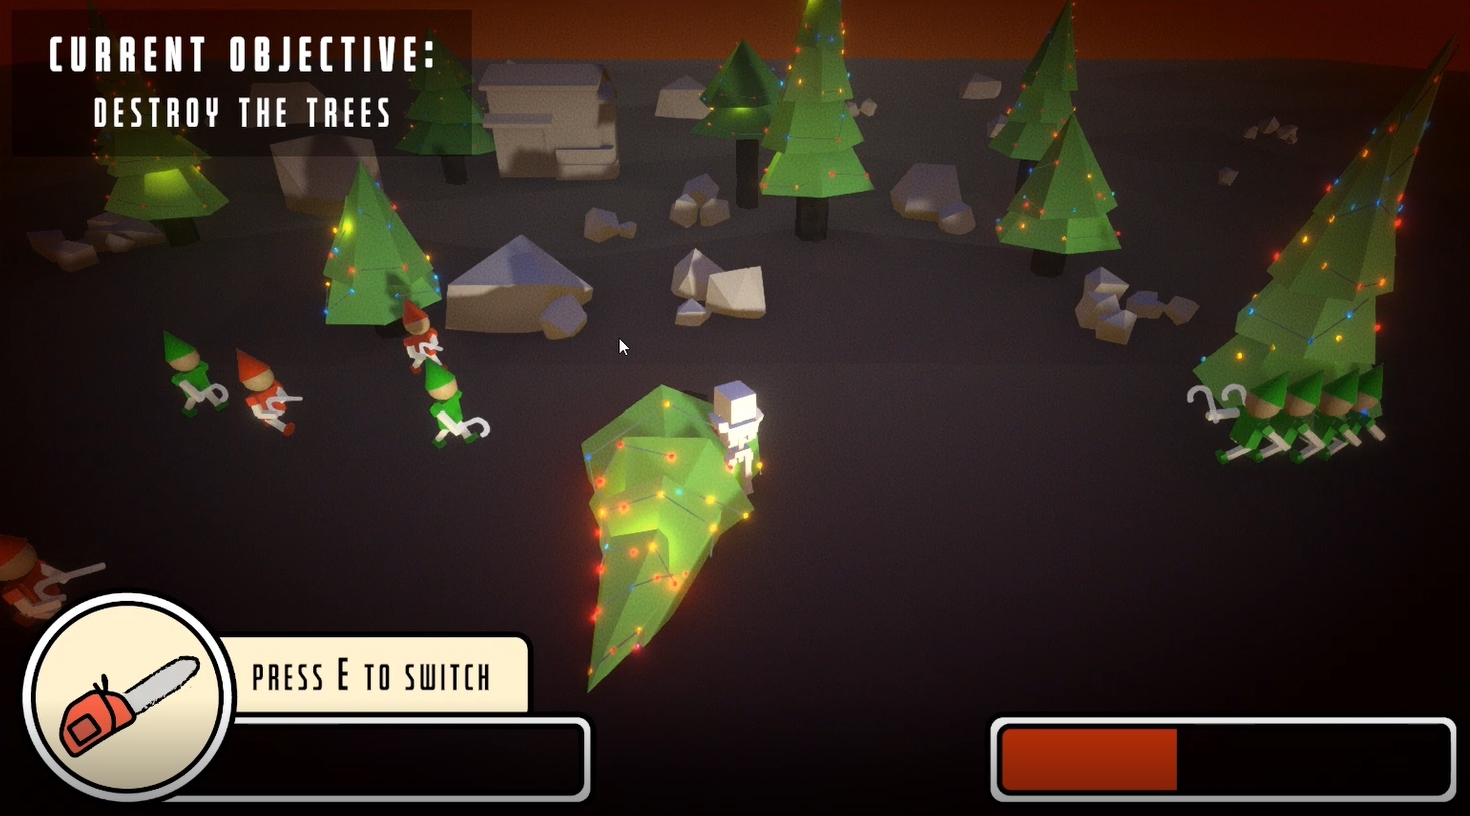 CURRENT OBJECTIVE:
DESTROY THE TREES
PRESS E TO SWITCH